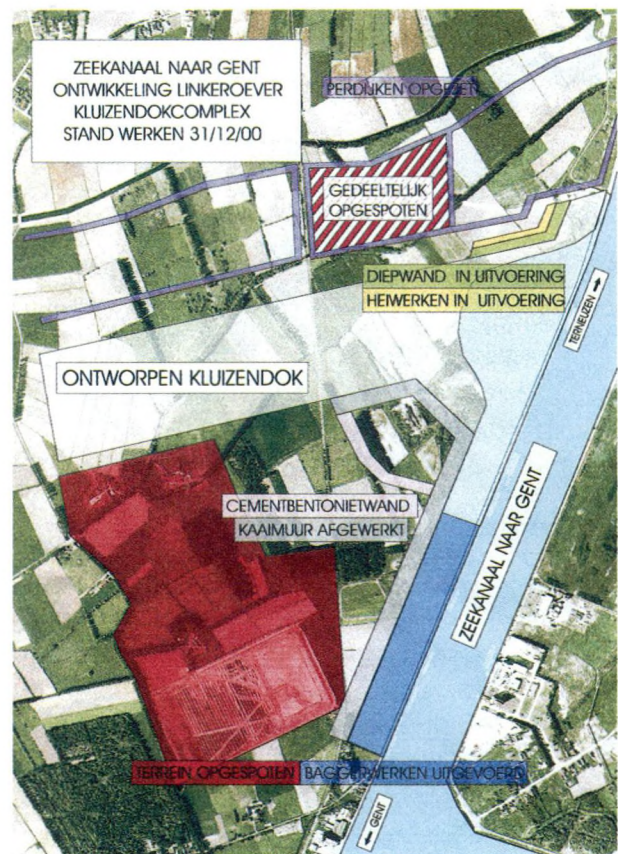 ZEEKANAAL NAAR GENT
ONTWIKKELING LINKEROEVER
KLUIZENDOKCOMPLEX
STAND WERKEN 31/12/00
PERDIJKEN OPGEZET
GEDEELTELIJK
OPGESPOTEN
DIEPWAND IN UITVOERING
HEIWERKEN IN UITVOERING
TERNEUZEN
ONTWORPEN KLUIZENDOK
CEMENTBENTONIETWAND
KAAIMUUR AFGEWERKT
ZEEKANAAL NAAR GENT
TERREIN OPGESPOTEN
BAGGERWERKEN UITGEVOERD
GENT